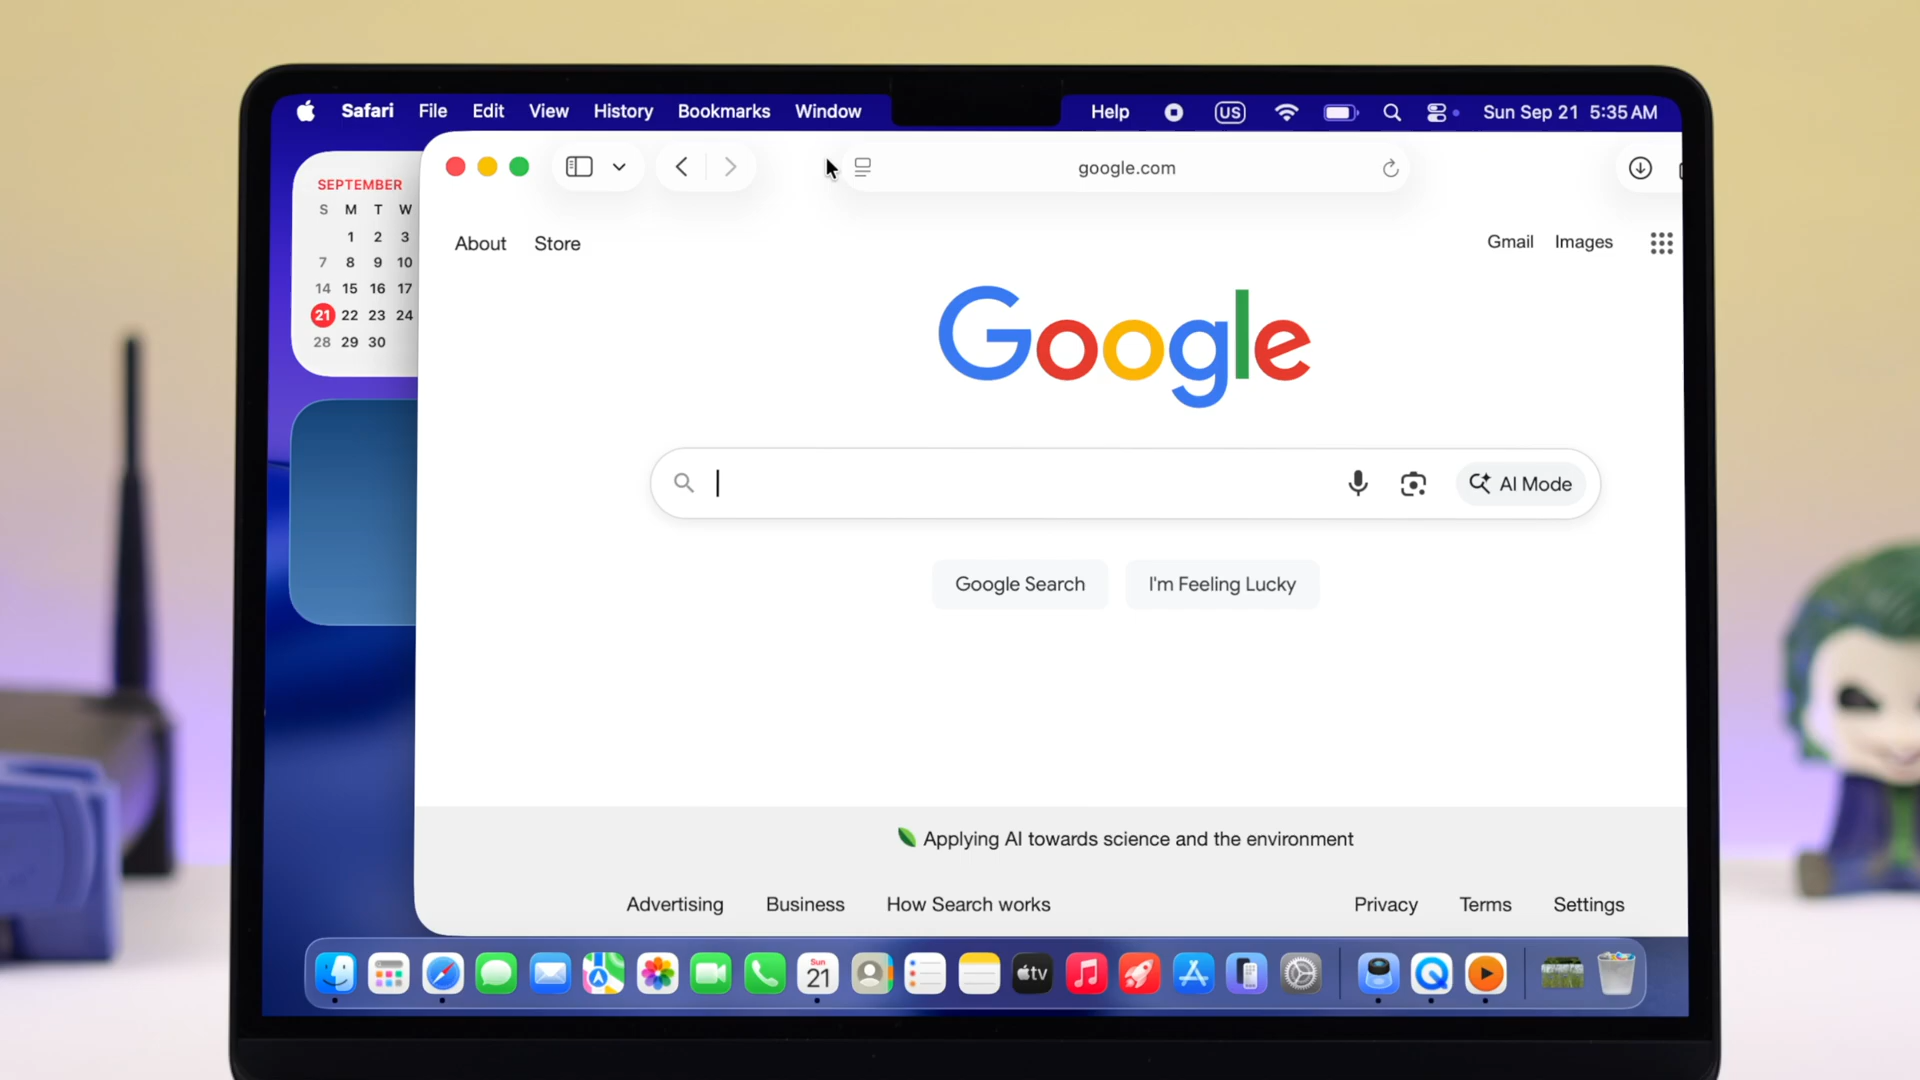 Safari File Edit View History Bookmarks Window Help US Sun Sep 21 5:35 AM
google.com
SEPTEMBER
S M T W
1 2 3
7 8 9 10
14 15 16 17
21 22 23 24
28 29 30
About Store Gmail Images
Google
AI Mode
Google Search I'm Feeling Lucky
Applying AI towards science and the environment
Advertising Business How Search works Privacy Terms Settings
Sun
21
tv